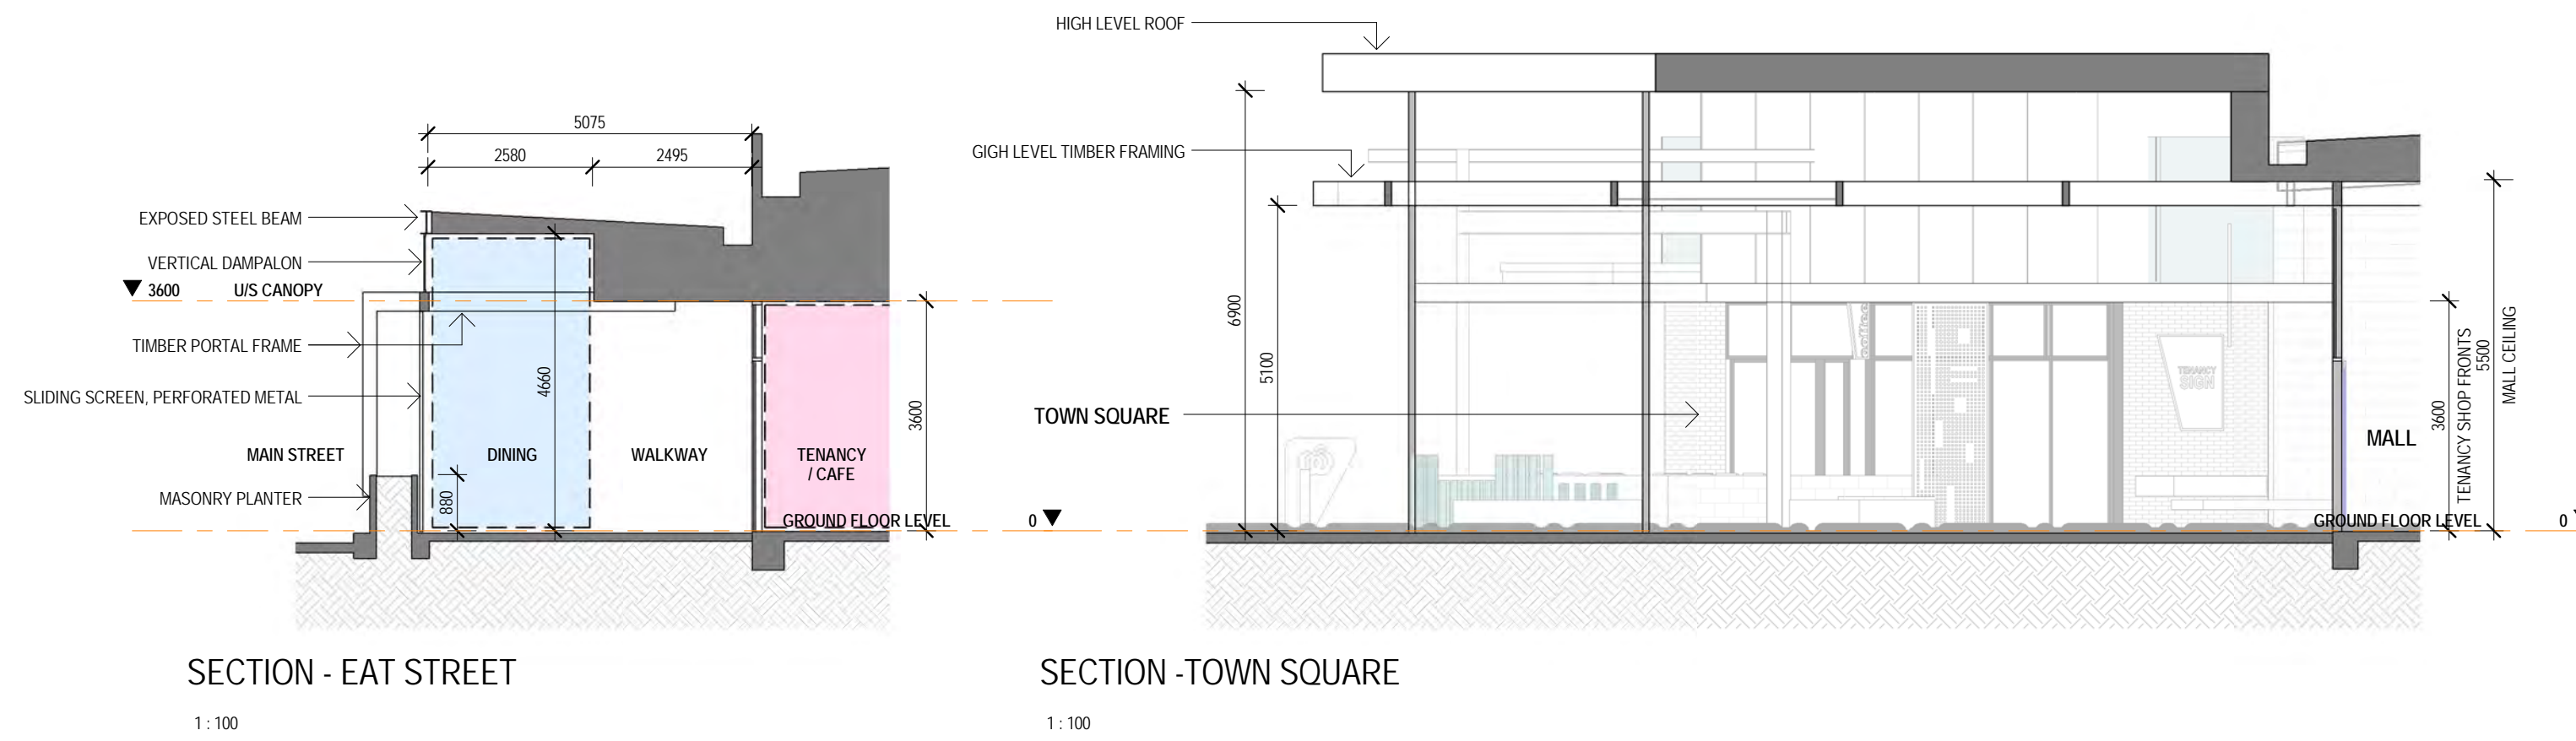 HIGH LEVEL ROOF
GIGH LEVEL TIMBER FRAMING
5075
2580
2495
EXPOSED STEEL BEAM
VERTICAL DAMPALON
3600
U/S CANOPY
TIMBER PORTAL FRAME
SLIDING SCREEN, PERFORATED METAL
MAIN STREET
MASONRY PLANTER
DINING
WALKWAY
TENANCY
/ CAFE
4660
880
3600
GROUND FLOOR LEVEL
0
6900
5100
TOWN SQUARE
coffee
TENANCY
SIGN
MALL
3600
TENANCY SHOP FRONTS
5500
MALL CEILING
GROUND FLOOR LEVEL
0
SECTION - EAT STREET
1 : 100
SECTION -TOWN SQUARE
1 : 100